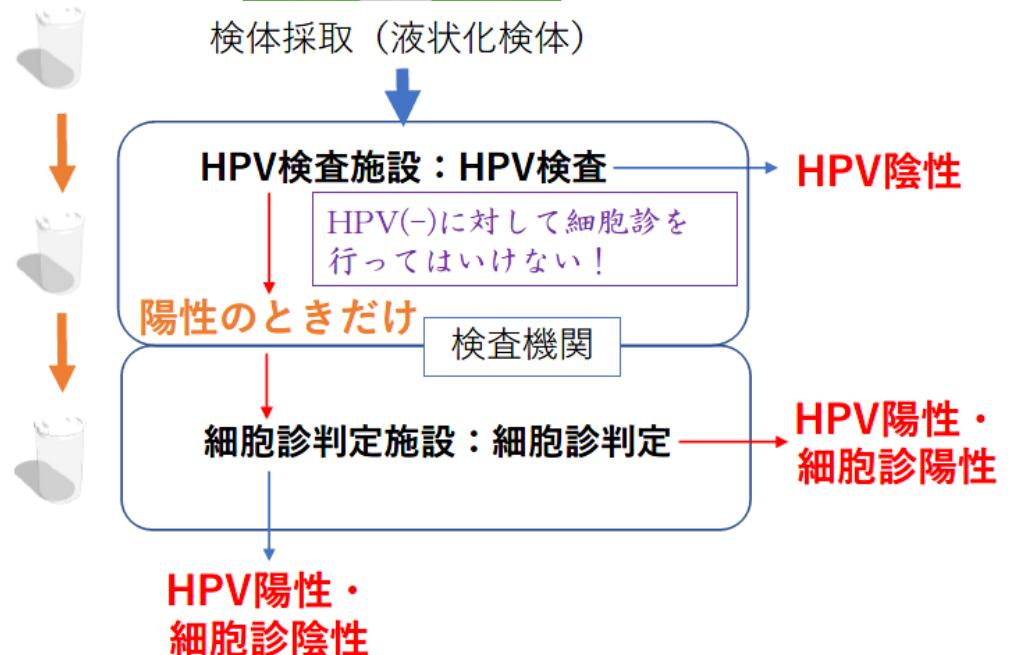 検体採取（液状化検体）
HPV検査施設：HPV検査
HPV陰性
HPV(−)に対して細胞診を
行ってはいけない！
陽性のときだけ
検査機関
細胞診判定施設：細胞診判定
HPV陽性・
細胞診陽性
HPV陽性・
細胞診陰性